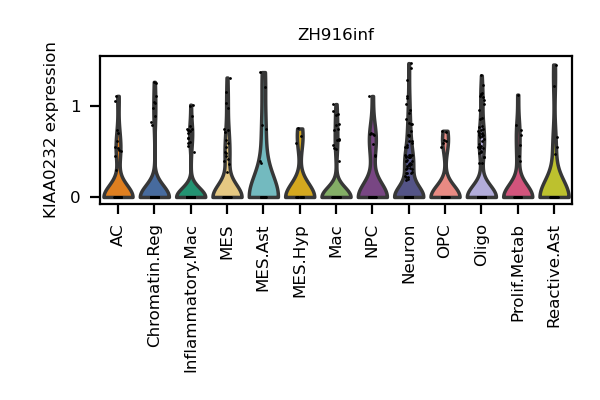 ZH916inf
KIAA0232 expression
1
0
AC
Chromatin.Reg
Inflammatory.Mac
MES
MES.Ast
MES.Hyp
Mac
NPC
Neuron
OPC
Oligo
Prolif.Metab
Reactive.Ast